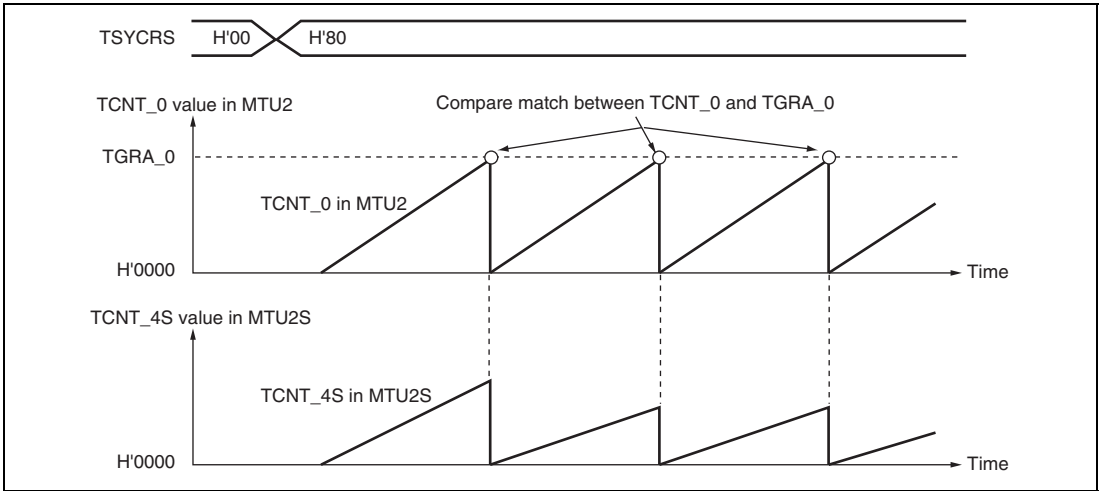 TSYCRS H'00 H'80
TCNT_0 value in MTU2
Compare match between TCNT_0 and TGRA_0
TGRA_0
TCNT_0 in MTU2
H'0000
Time
TCNT_4S value in MTU2S
TCNT_4S in MTU2S
H'0000
Time